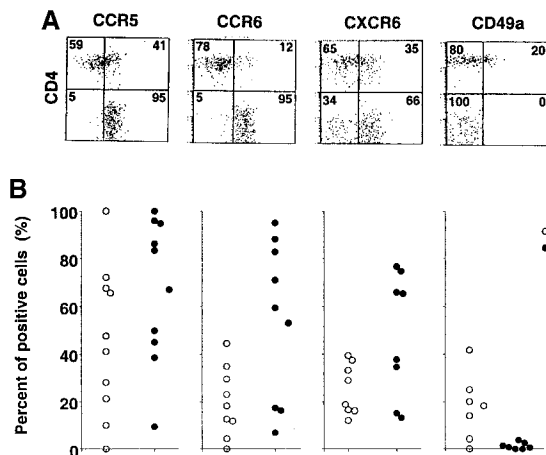 A
CCR5 CCR6 CXCR6 CD49a
CD4
59 41 78 12 65 35 80 20
5 95 5 95 34 66 100 0
B
Percent of positive cells (%)
100
80
60
40
20
0